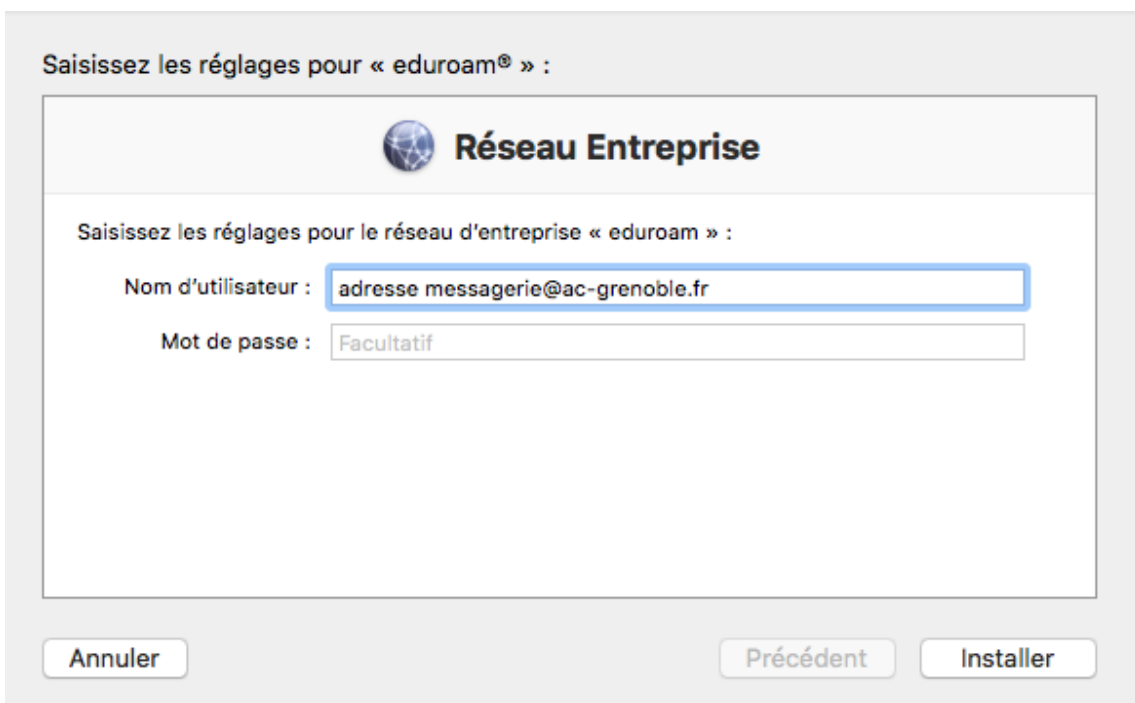 Saisissez les réglages pour « eduroam® » :
Réseau Entreprise
Saisissez les réglages pour le réseau d’entreprise « eduroam » :
Nom d’utilisateur : adresse messagerie@ac-grenoble.fr
Mot de passe : Facultatif
Annuler Précédent Installer